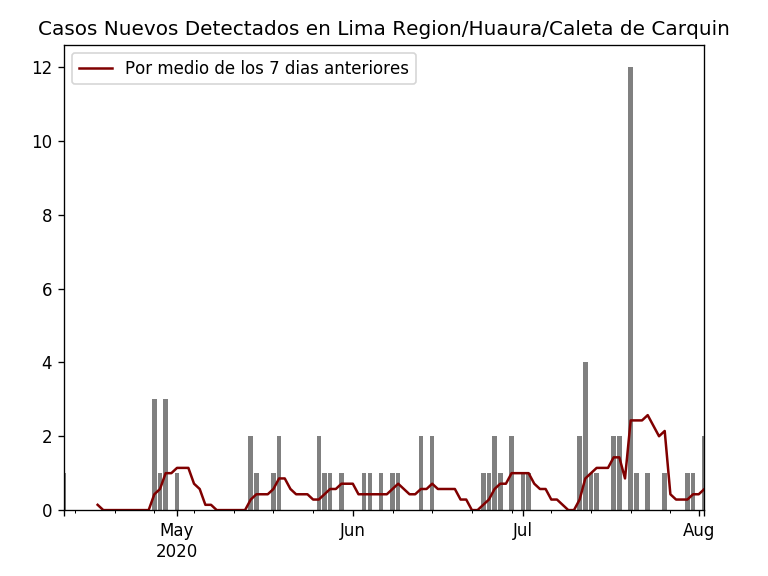 Casos Nuevos Detectados en Lima Region/Huaura/Caleta de Carquin
Por medio de los 7 dias anteriores
12
10
8
6
4
2
0
May
2020
Jun
Jul
Aug